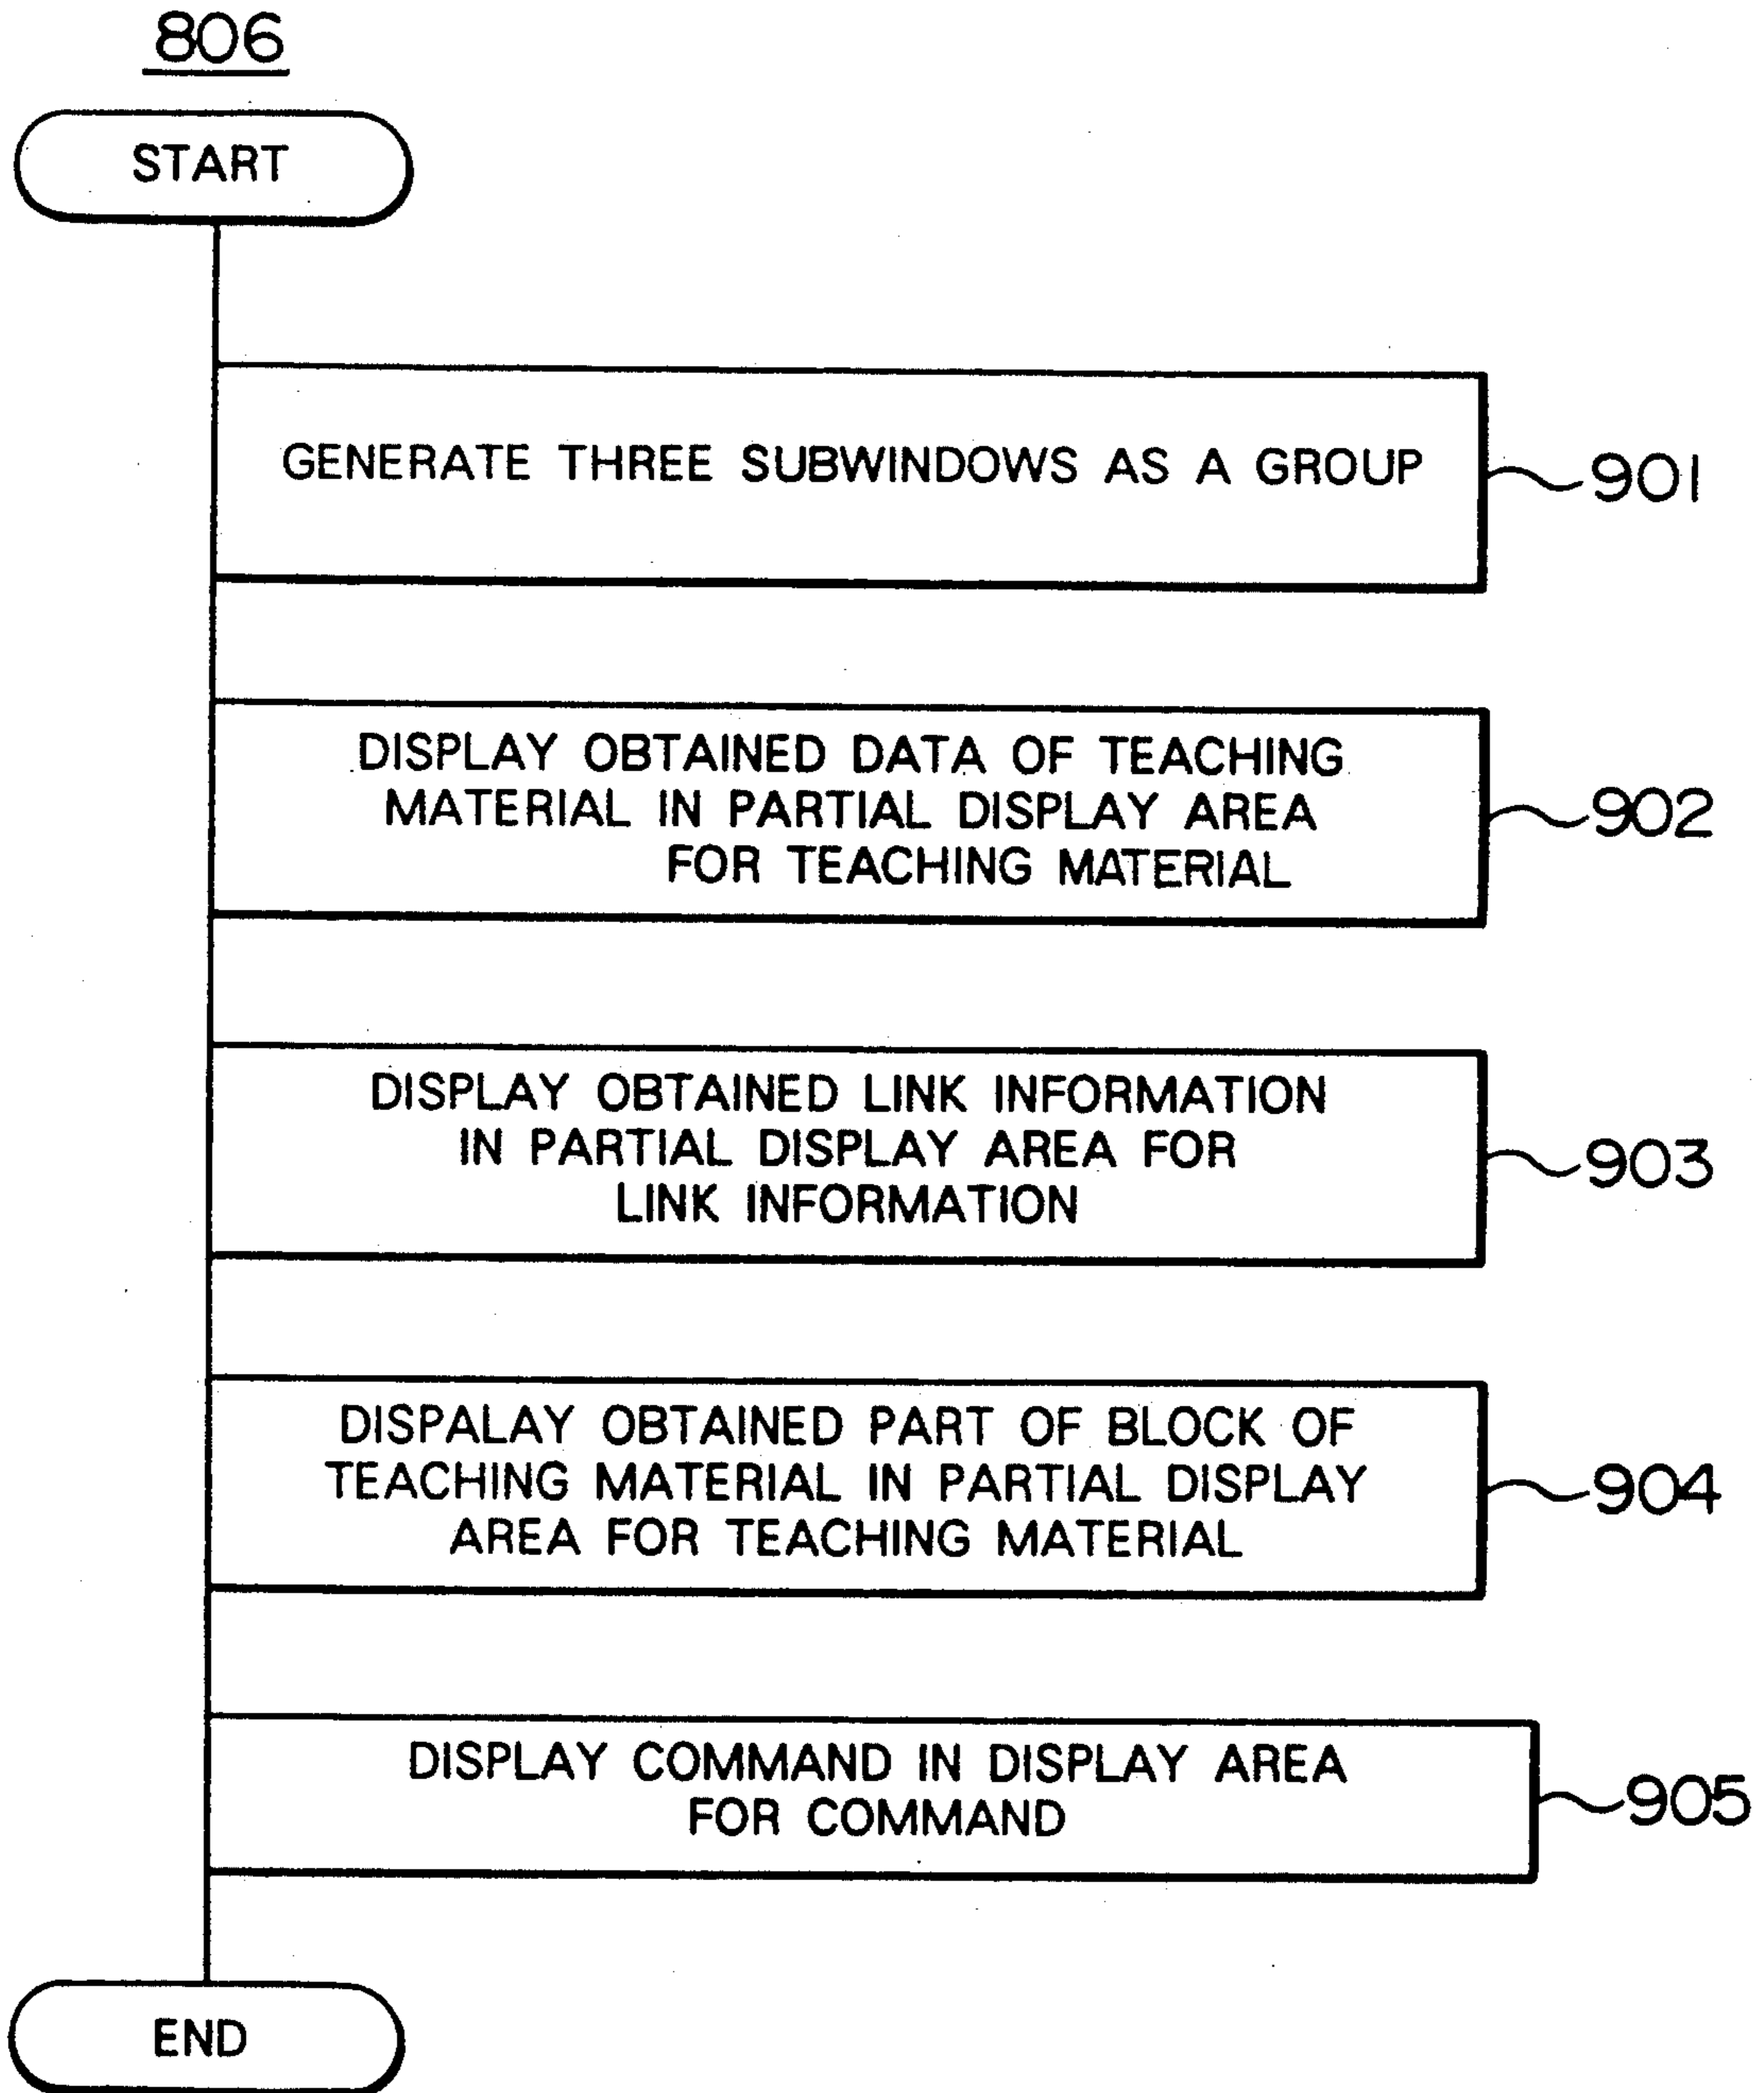 806
START
GENERATE THREE SUBWINDOWS AS A GROUP
901
DISPLAY OBTAINED DATA OF TEACHING
MATERIAL IN PARTIAL DISPLAY AREA
FOR TEACHING MATERIAL
902
DISPLAY OBTAINED LINK INFORMATION
IN PARTIAL DISPLAY AREA FOR
LINK INFORMATION
903
DISPALAY OBTAINED PART OF BLOCK OF
TEACHING MATERIAL IN PARTIAL DISPLAY
AREA FOR TEACHING MATERIAL
904
DISPLAY COMMAND IN DISPLAY AREA
FOR COMMAND
905
END